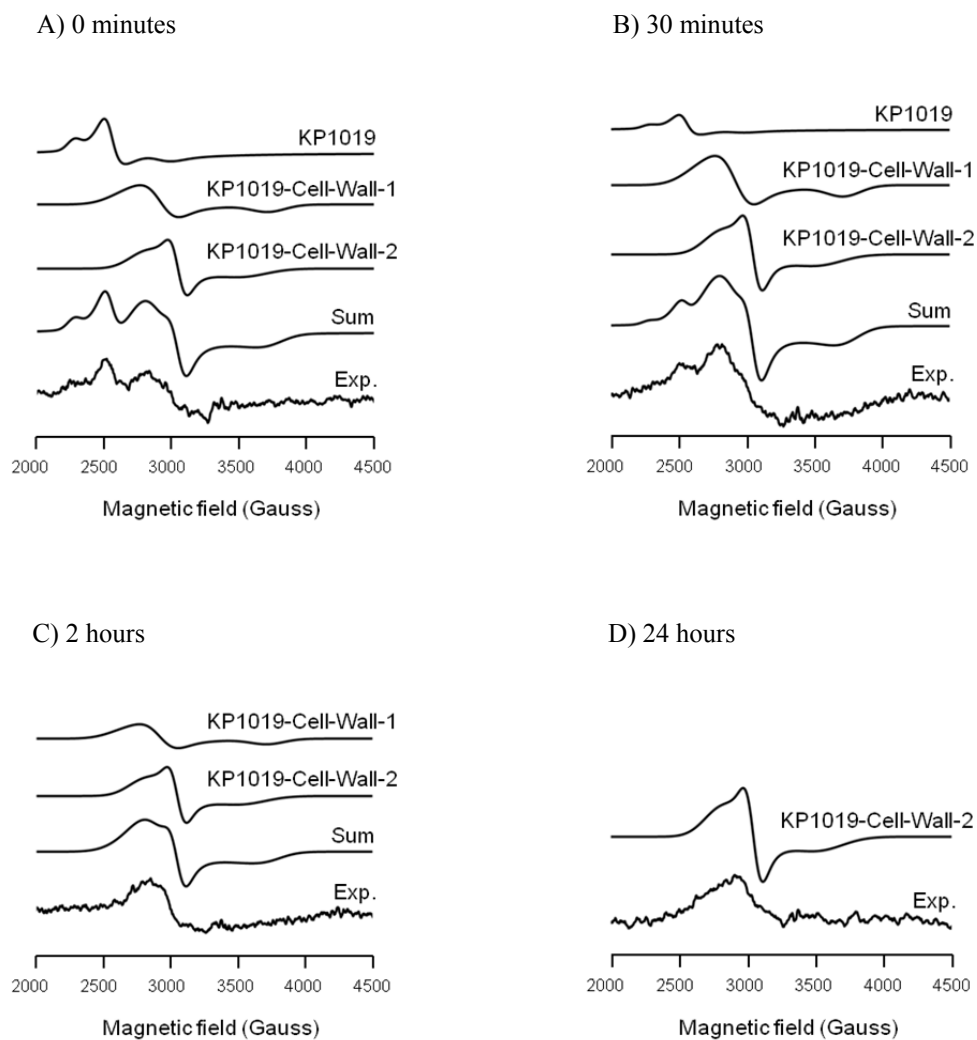 A) 0 minutes
KP1019
KP1019-Cell-Wall-1
KP1019-Cell-Wall-2
Sum
Exp.
2000 2500 3000 3500 4000 4500
Magnetic field (Gauss)
B) 30 minutes
KP1019
KP1019-Cell-Wall-1
KP1019-Cell-Wall-2
Sum
Exp.
2000 2500 3000 3500 4000 4500
Magnetic field (Gauss)
C) 2 hours
KP1019-Cell-Wall-1
KP1019-Cell-Wall-2
Sum
Exp.
2000 2500 3000 3500 4000 4500
Magnetic field (Gauss)
D) 24 hours
KP1019-Cell-Wall-2
Exp.
2000 2500 3000 3500 4000 4500
Magnetic field (Gauss)